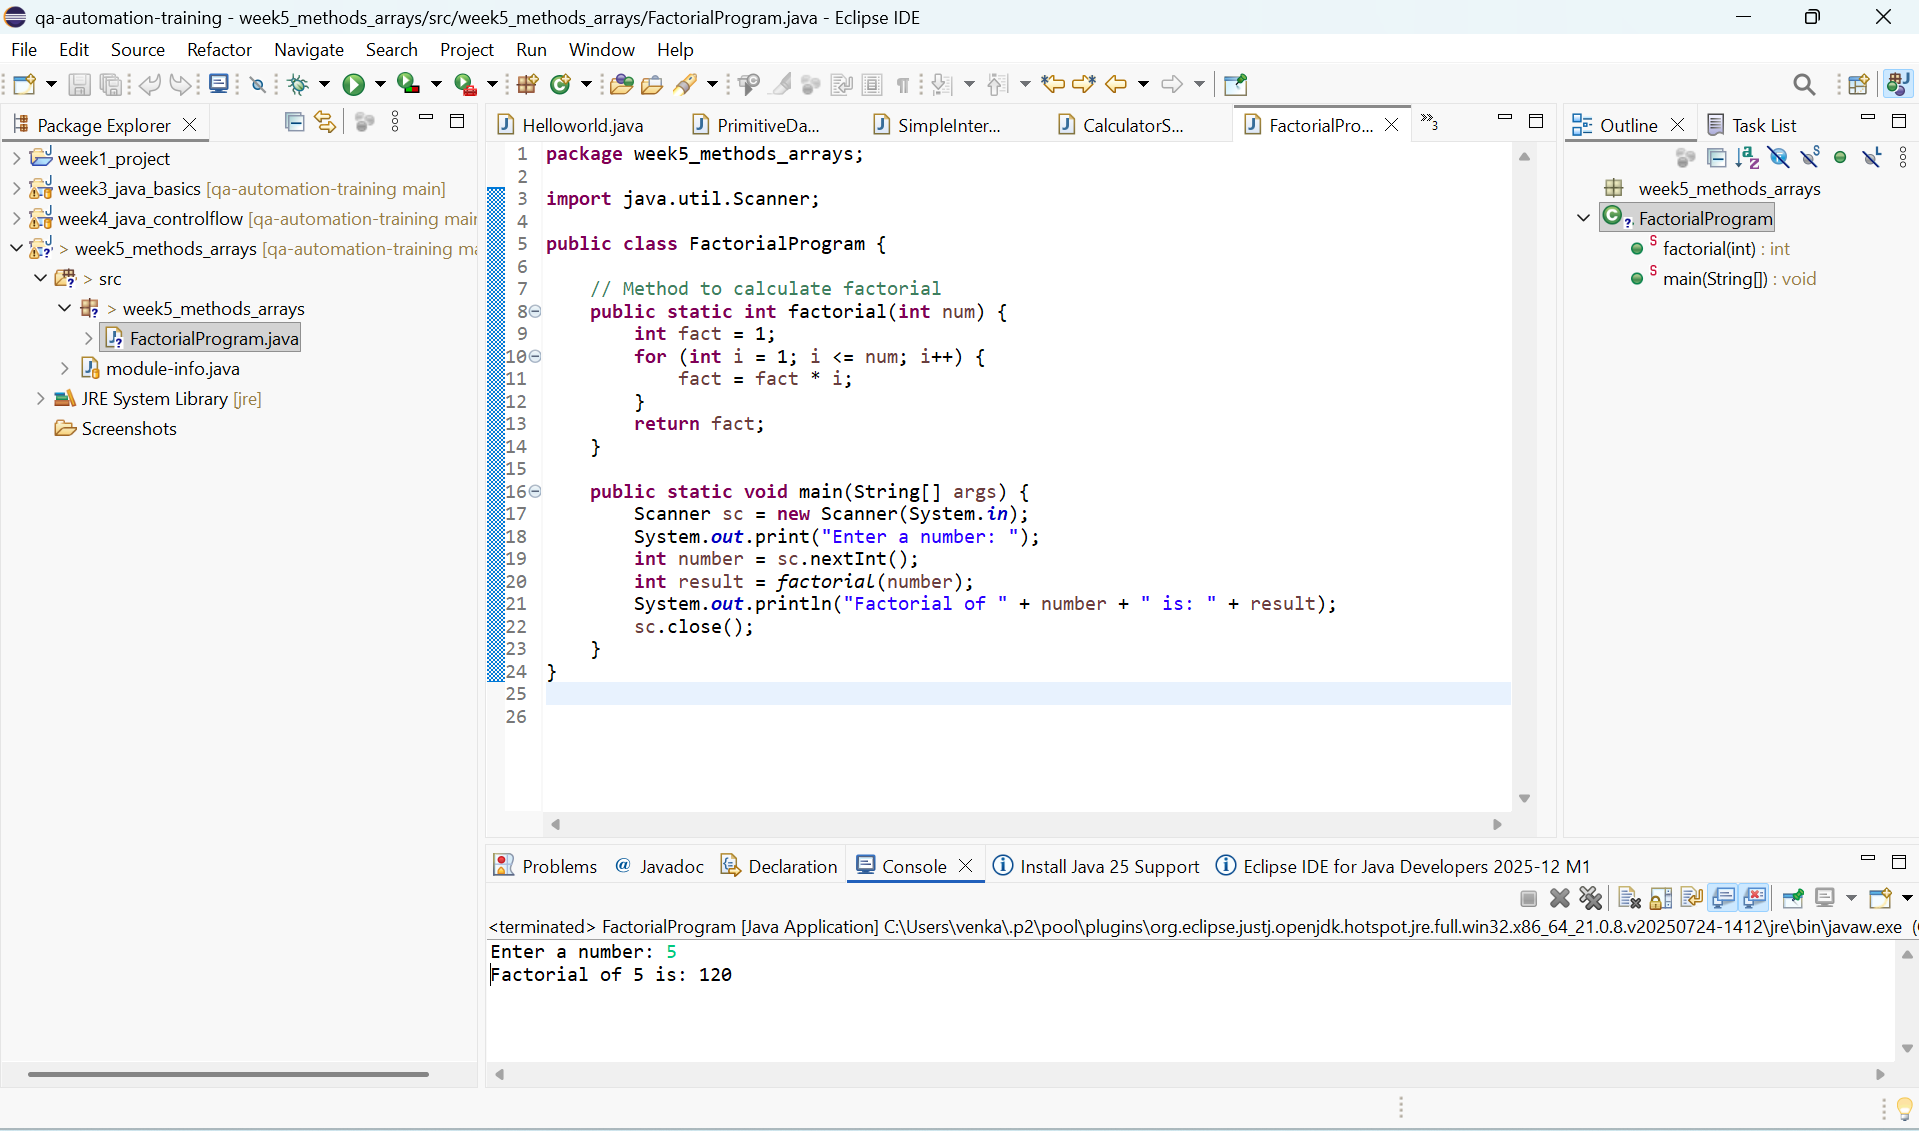 qa-automation-training - week5_methods_arrays/src/week5_methods_arrays/FactorialProgram.java - Eclipse IDE
File Edit Source Refactor Navigate Search Project Run Window Help
Package Explorer
week1_project
week3_java_basics [qa-automation-training main]
week4_java_controlflow [qa-automation-training mai
> week5_methods_arrays [qa-automation-training m
> src
> week5_methods_arrays
FactorialProgram.java
module-info.java
JRE System Library [jre]
Screenshots
Helloworld.java PrimitiveDa... SimpleInter... CalculatorS... FactorialPro... »3
1 package week5_methods_arrays;
2
3 import java.util.Scanner;
4
5 public class FactorialProgram {
6
7     // Method to calculate factorial
8     public static int factorial(int num) {
9         int fact = 1;
10         for (int i = 1; i <= num; i++) {
11             fact = fact * i;
12         }
13         return fact;
14     }
15
16     public static void main(String[] args) {
17         Scanner sc = new Scanner(System.in);
18         System.out.print("Enter a number: ");
19         int number = sc.nextInt();
20         int result = factorial(number);
21         System.out.println("Factorial of " + number + " is: " + result);
22         sc.close();
23     }
24 }
25
26
Outline Task List
week5_methods_arrays
FactorialProgram
factorial(int) : int
main(String[]) : void
Problems @ Javadoc Declaration Console Install Java 25 Support Eclipse IDE for Java Developers 2025-12 M1
<terminated> FactorialProgram [Java Application] C:\Users\venka\.p2\pool\plugins\org.eclipse.justj.openjdk.hotspot.jre.full.win32.x86_64_21.0.8.v20250724-1412\jre\bin\javaw.exe (
Enter a number: 5
Factorial of 5 is: 120